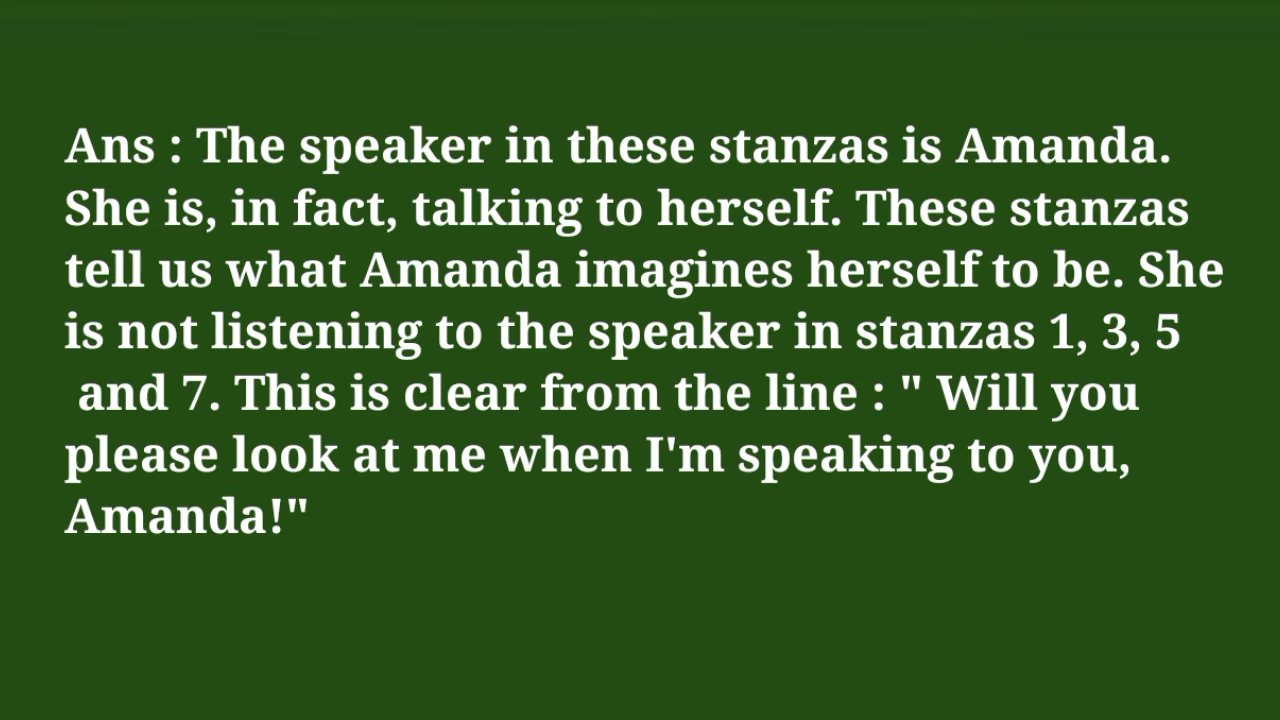 Ans : The speaker in these stanzas is Amanda.
She is, in fact, talking to herself. These stanzas
tell us what Amanda imagines herself to be. She
is not listening to the speaker in stanzas 1, 3, 5
and 7. This is clear from the line : " Will you
please look at me when I'm speaking to you,
Amanda!"